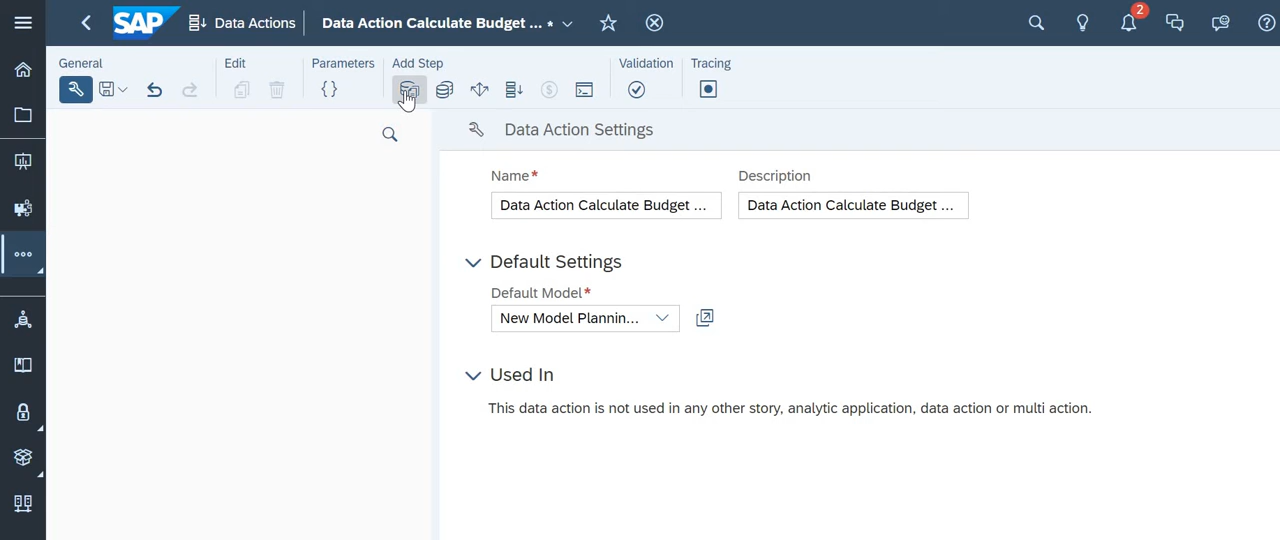 SAP Data Actions Data Action Calculate Budget ... *
2
General Edit Parameters Add Step Validation Tracing
Data Action Settings
Name* Description
Data Action Calculate Budget ... Data Action Calculate Budget ...
Default Settings
Default Model*
New Model Plannin...
Used In
This data action is not used in any other story, analytic application, data action or multi action.